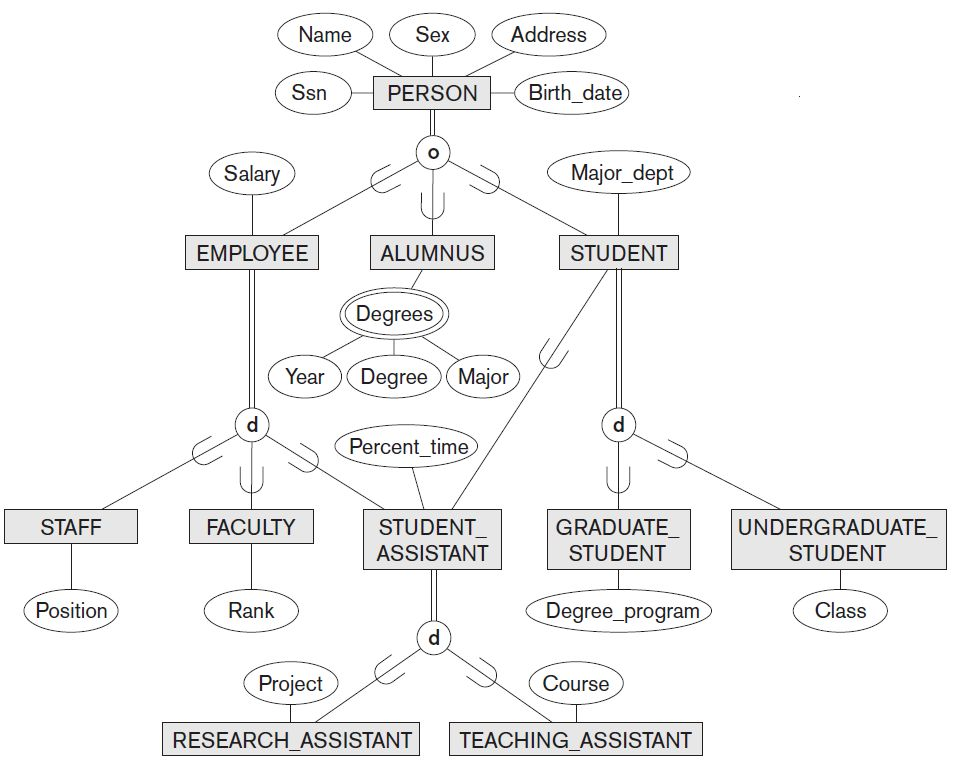 Name
Sex
Address
Ssn
PERSON
Birth_date
o
Salary
Major_dept
EMPLOYEE
ALUMNUS
STUDENT
Degrees
Year
Degree
Major
d
d
Percent_time
STAFF
FACULTY
STUDENT_
ASSISTANT
GRADUATE_
STUDENT
UNDERGRADUATE_
STUDENT
Position
Rank
Degree_program
Class
d
Project
Course
RESEARCH_ASSISTANT
TEACHING_ASSISTANT